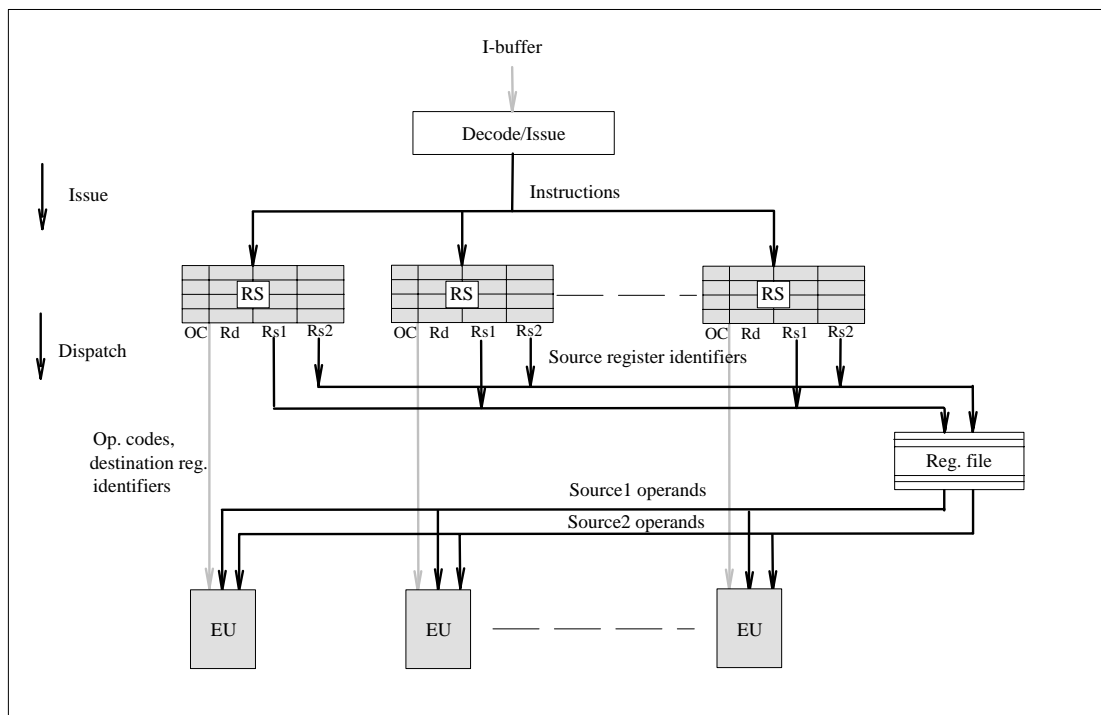 I-buffer
Decode/Issue
Issue
Instructions
RS
RS
RS
OC Rd Rs1 Rs2
OC Rd Rs1 Rs2
OC Rd Rs1 Rs2
Dispatch
Source register identifiers
Op. codes,
destination reg.
identifiers
Reg. file
Source1 operands
Source2 operands
EU
EU
EU